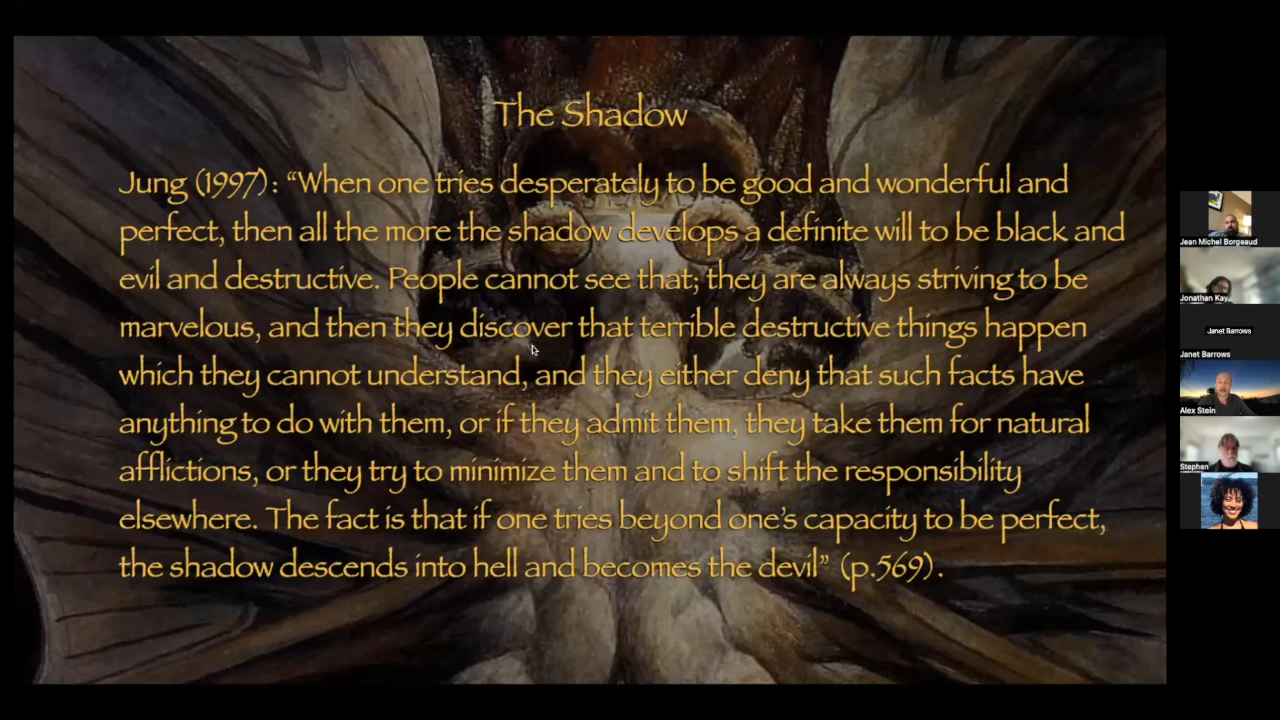 The Shadow
Jung (1997): “When one tries desperately to be good and wonderful and
perfect, then all the more the shadow develops a definite will to be black and
evil and destructive. People cannot see that; they are always striving to be
marvelous, and then they discover that terrible destructive things happen
which they cannot understand, and they either deny that such facts have
anything to do with them, or if they admit them, they take them for natural
afflictions, or they try to minimize them and to shift the responsibility
elsewhere. The fact is that if one tries beyond one’s capacity to be perfect,
the shadow descends into hell and becomes the devil” (p.569).
Jean Michel Borgeaud
Jonathan Kay
Janet Barrows
Janet Barrows
Alex Stein
Stephen